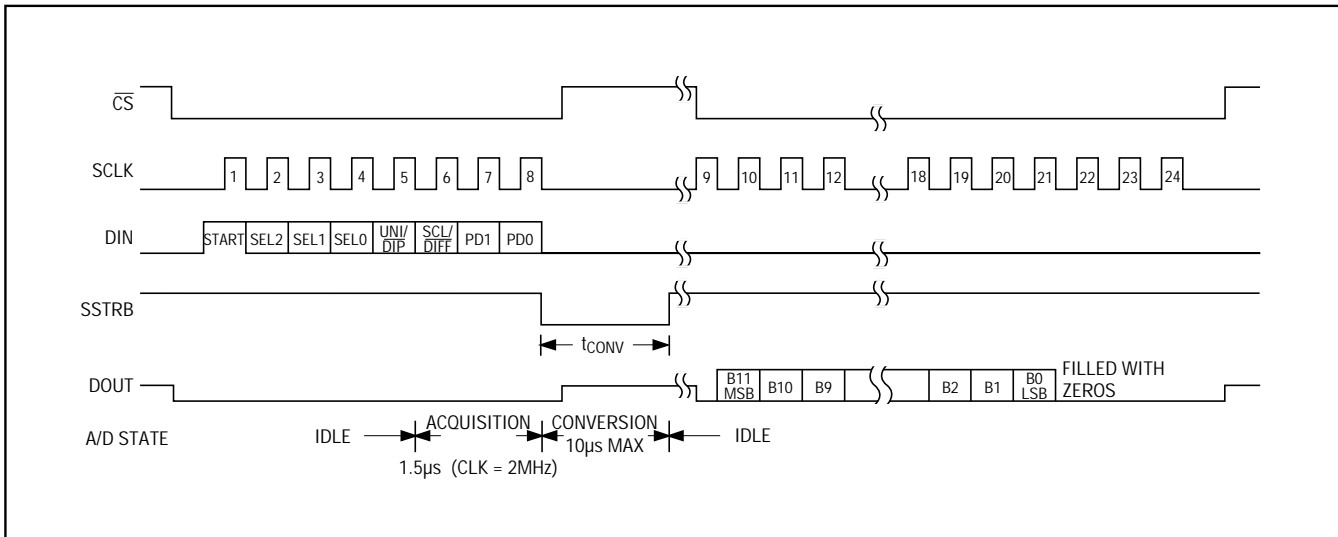 CS
SCLK
1 2 3 4 5 6 7 8 9 10 11 12 18 19 20 21 22 23 24
DIN
START SEL2 SEL1 SEL0 UNI/ DIP SCL/ DIFF PD1 PD0
SSTRB
tCONV
DOUT
B11 MSB B10 B9 B2 B1 B0 LSB FILLED WITH ZEROS
A/D STATE
IDLE ACQUISITION CONVERSION IDLE
10µs MAX
1.5µs (CLK = 2MHz)